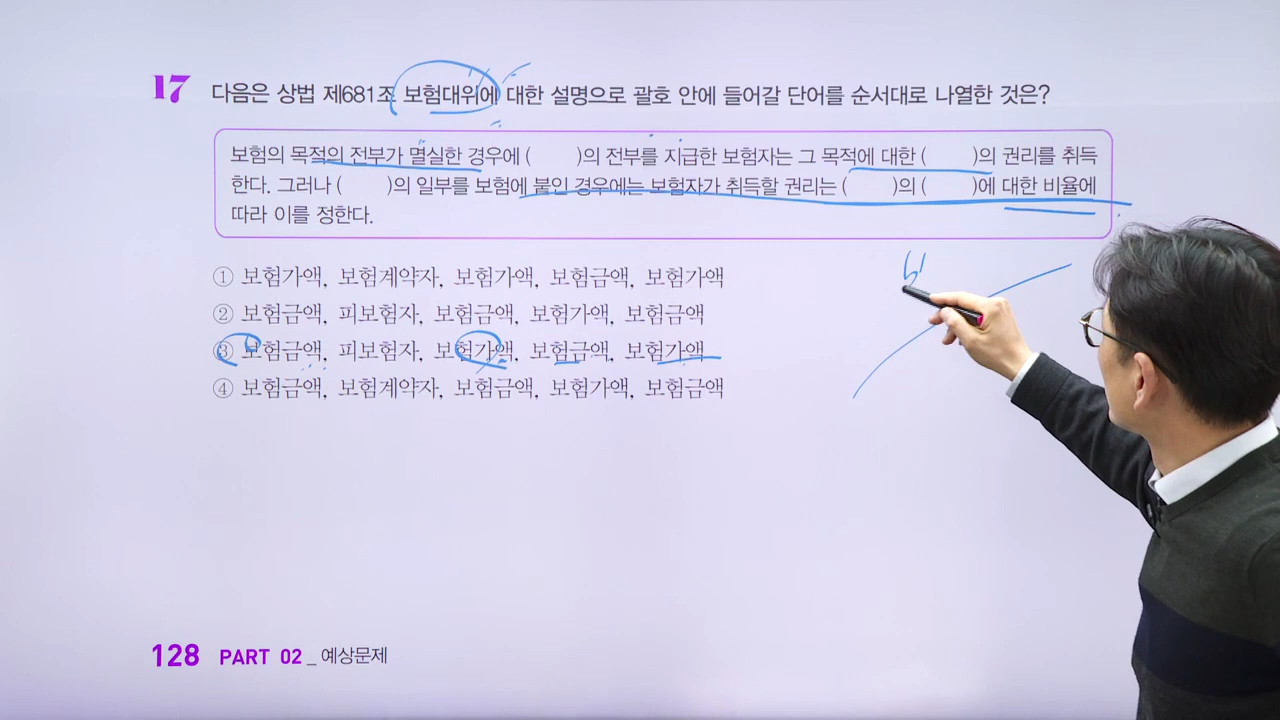 17 다음은 상법 제681조 보험대위에 대한 설명으로 괄호 안에 들어갈 단어를 순서대로 나열한 것은?
보험의 목적의 전부가 멸실한 경우에 ( )의 전부를 지급한 보험자는 그 목적에 대한 ( )의 권리를 취득
한다. 그러나 ( )의 일부를 보험에 붙인 경우에는 보험자가 취득할 권리는 ( )의 ( )에 대한 비율에
따라 이를 정한다.
① 보험가액, 보험계약자, 보험가액, 보험금액, 보험가액
② 보험금액, 피보험자, 보험금액, 보험가액, 보험금액
③ 보험금액, 피보험자, 보험가액, 보험금액, 보험가액
④ 보험금액, 보험계약자, 보험금액, 보험가액, 보험금액
128 PART 02 _ 예상문제